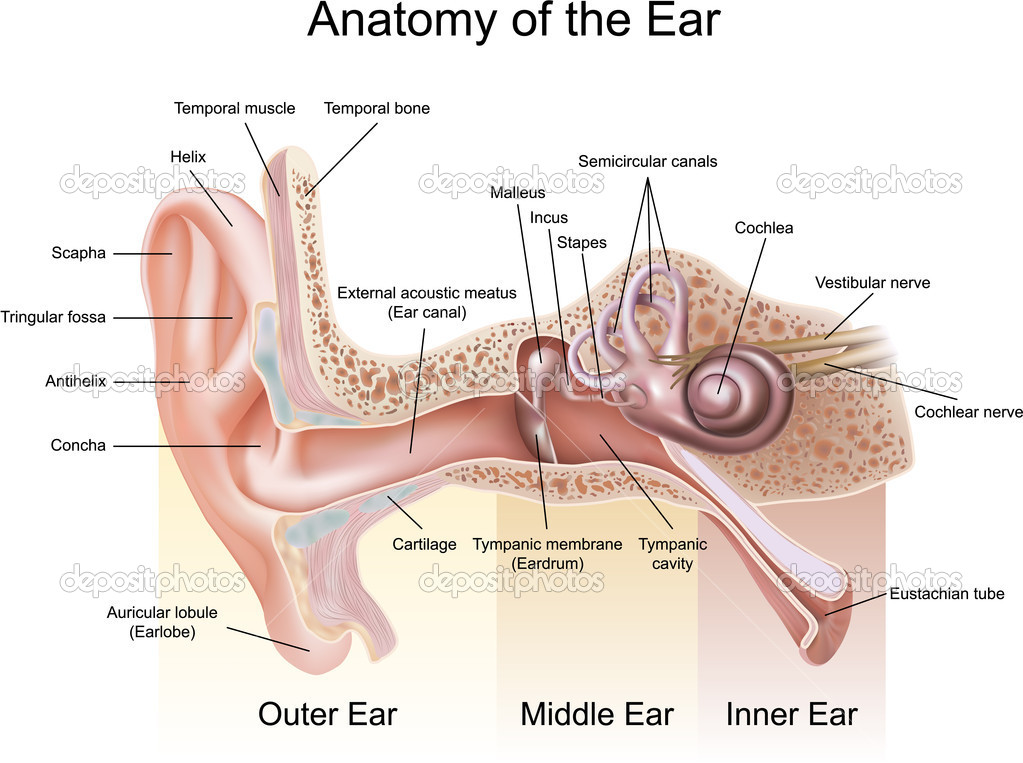 Anatomy of the Ear
Temporal muscle
Temporal bone
Helix
Semicircular canals
depositphotos
depositphotos
depositphotos
Malleus
Incus
Stapes
Cochlea
Scapha
Vestibular nerve
External acoustic meatus
(Ear canal)
Tringular fossa
Antihelix
depositphotos
depositphotos
depositphotos
Cochlear nerve
Concha
Cartilage
Tympanic membrane
(Eardrum)
Tympanic
cavity
depositphotos
depositphotos
depositphotos
Eustachian tube
Auricular lobule
(Earlobe)
Outer Ear
Middle Ear
Inner Ear